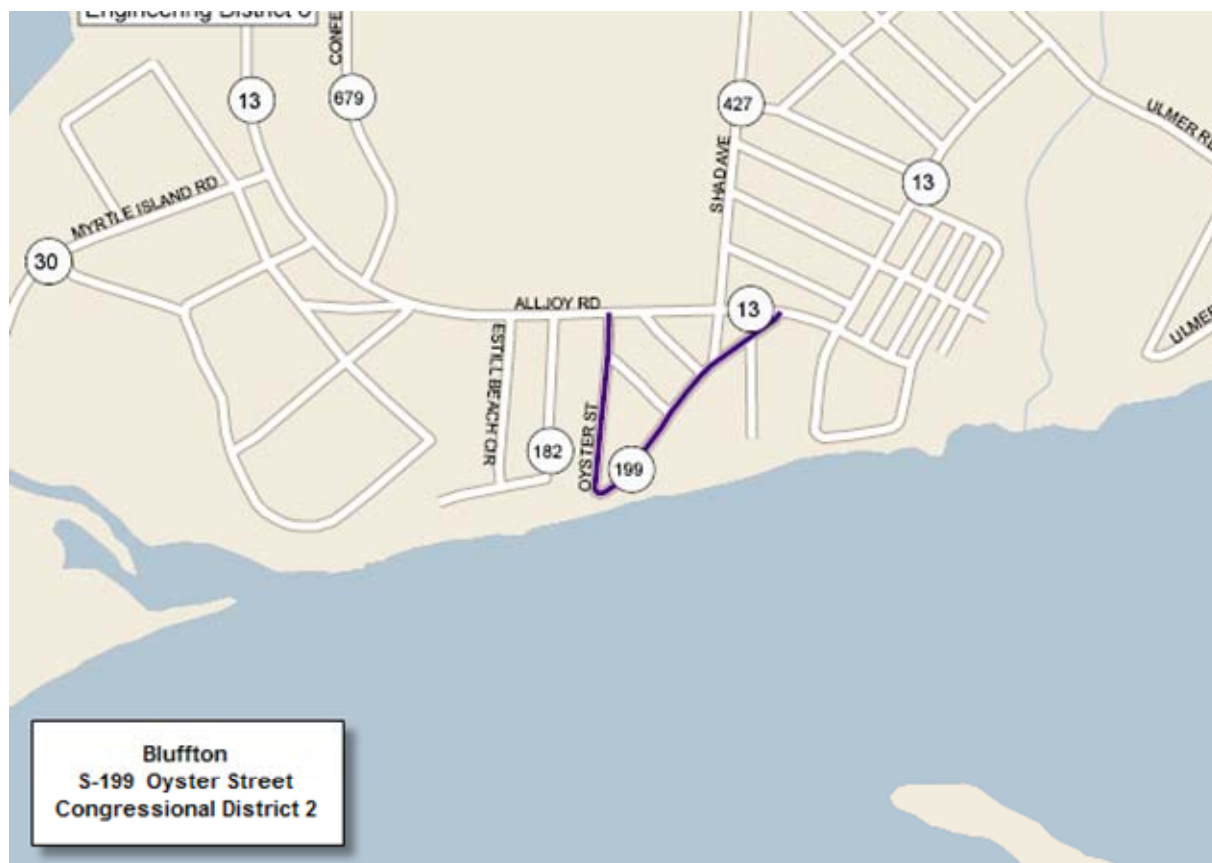 Engineering District 6
CONFE
13
679
427
ULMER RD
MYRTLE ISLAND RD
SHAD AVE
13
30
ALLJOY RD
13
ESTILL BEACH CIR
OYSTER ST
ULMER
182
199
Bluffton
S-199 Oyster Street
Congressional District 2